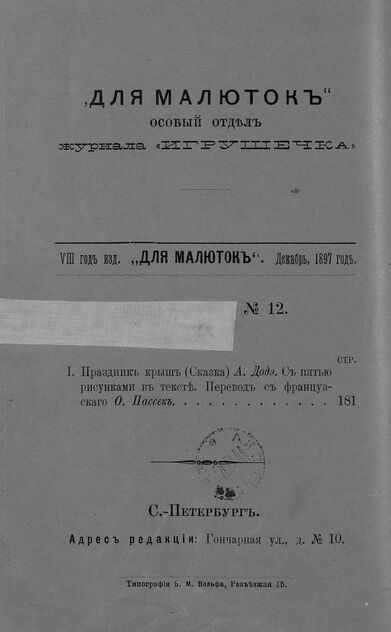 „ДЛЯ МАЛЮТОКЪ“
ОСОБЫЙ ОТДѢЛЪ
журнала «ИГРУШЕЧКА»
VIII годъ изд. „ДЛЯ МАЛЮТОКЪ“. Декабрь, 1897 годъ.
№ 12.
СТР.
I. Праздникъ крышъ (Сказка) А. Додэ. Съ пятью
рисунками въ текстѣ. Переводъ съ француз-
скаго О. Пассекъ. . . . . . . . . . . . . 181
С.-Петербургъ.
Адресъ редакціи: Гончарная ул., д. № 10.
Типографія Б. М. Вольфа, Разъѣзжая 15.